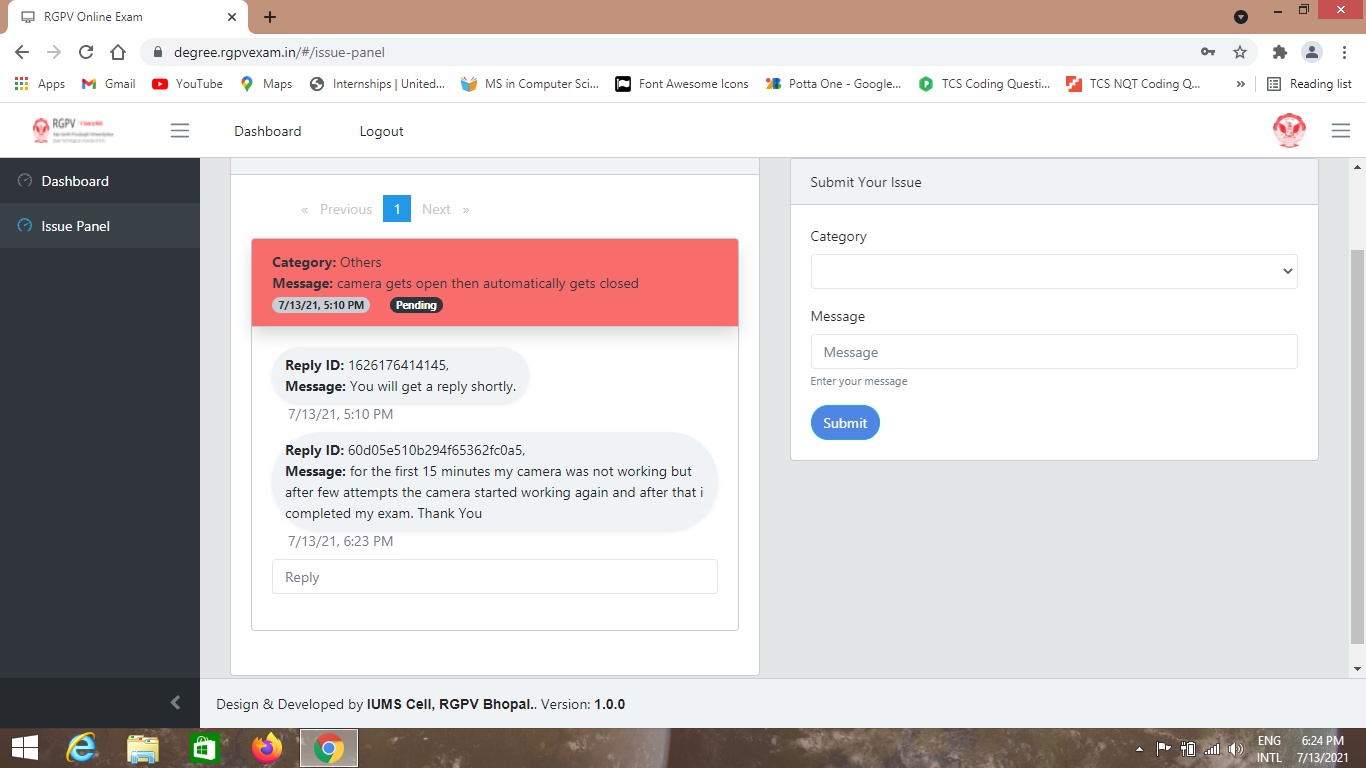 RGPV Online Exam
degree.rgpvexam.in/#/issue-panel
Apps Gmail YouTube Maps Internships | United... MS in Computer Sci... Font Awesome Icons Potta One - Google... TCS Coding Questi... TCS NQT Coding Q... » Reading list
RGPV
Dashboard Logout
Dashboard
Issue Panel
« Previous 1 Next »
Category: Others
Message: camera gets open then automatically gets closed
7/13/21, 5:10 PM Pending
Reply ID: 1626176414145,
Message: You will get a reply shortly.
7/13/21, 5:10 PM
Reply ID: 60d05e510b294f65362fc0a5,
Message: for the first 15 minutes my camera was not working but
after few attempts the camera started working again and after that i
completed my exam. Thank You
7/13/21, 6:23 PM
Reply
Submit Your Issue
Category
Message
Message
Enter your message
Submit
Design & Developed by IUMS Cell, RGPV Bhopal.. Version: 1.0.0
ENG 6:24 PM
INTL 7/13/2021